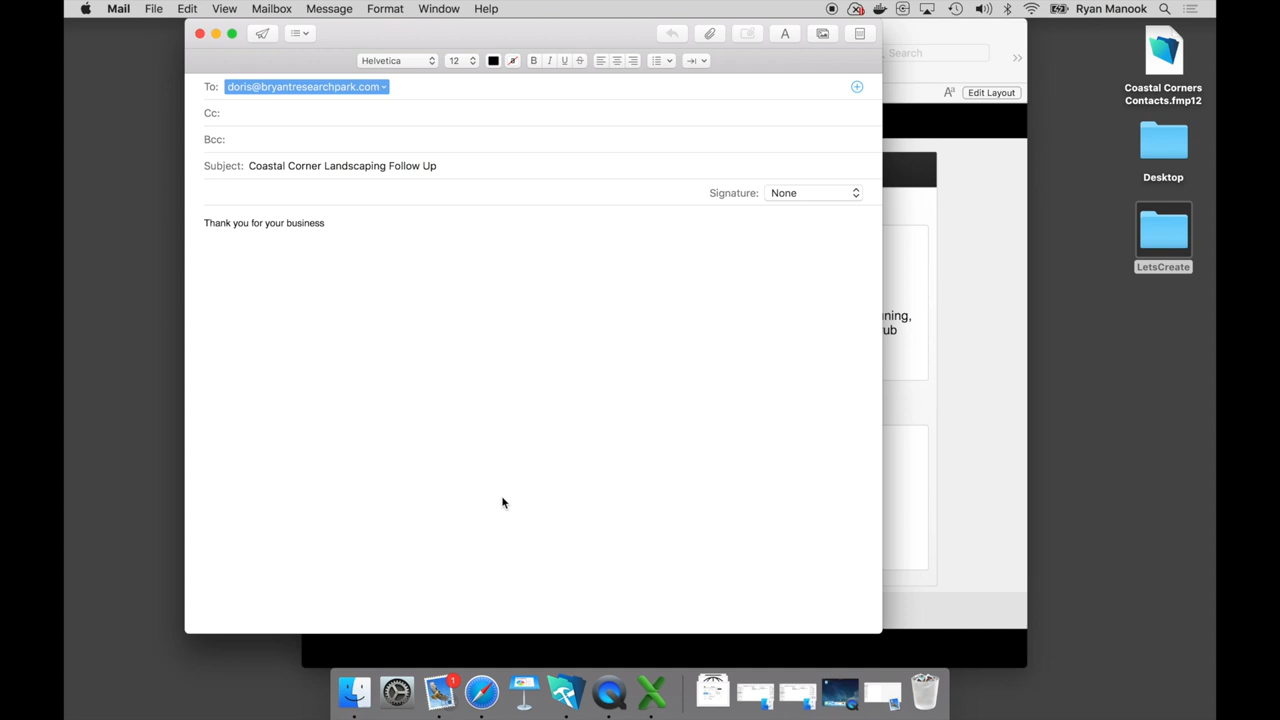 Mail File Edit View Mailbox Message Format Window Help Ryan Manook
Search
Helvetica 12 B I U S
Edit Layout
To: doris@bryantresearchpark.com
Cc:
Bcc:
Subject: Coastal Corner Landscaping Follow Up
Signature: None
Thank you for your business
ning,
ub
Coastal Corners
Contacts.fmp12
Desktop
LetsCreate
1